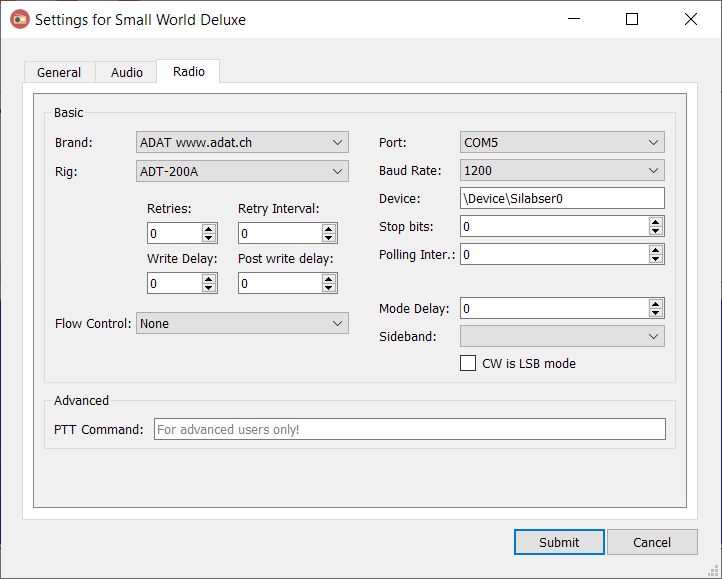 Settings for Small World Deluxe
General Audio Radio
Basic
Brand: ADAT www.adat.ch
Rig: ADT-200A
Retries: Retry Interval:
0 0
Write Delay: Post write delay:
0 0
Flow Control: None
Port: COM5
Baud Rate: 1200
Device: \Device\Silabser0
Stop bits: 0
Polling Inter.: 0
Mode Delay: 0
Sideband:
CW is LSB mode
Advanced
PTT Command: For advanced users only!
Submit Cancel